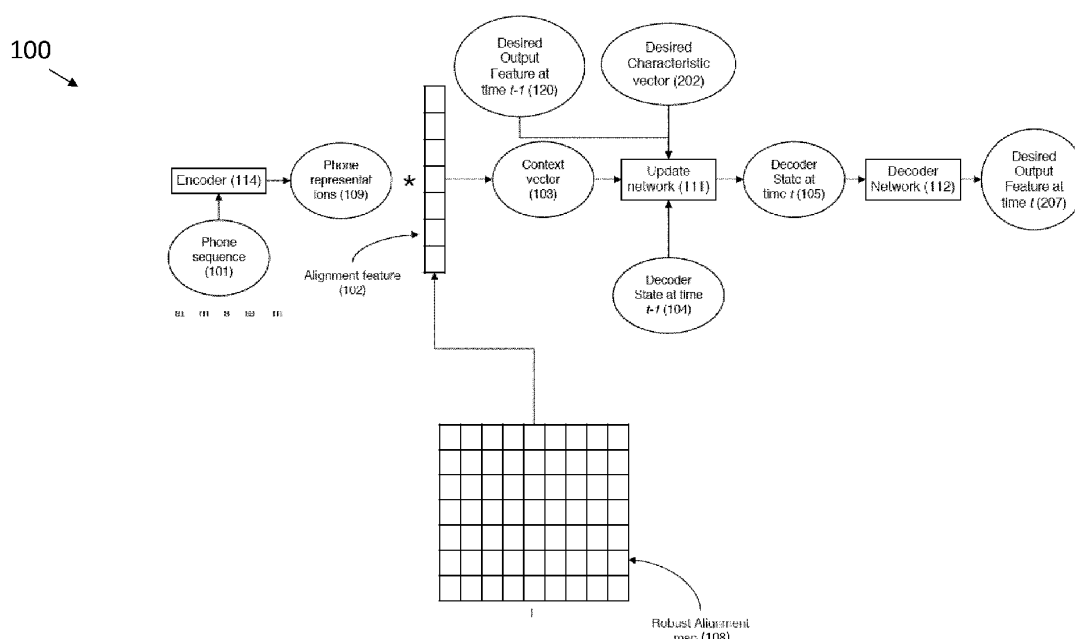 100
Desired
Output
Feature at
time t-1 (120)
Desired
Characteristic
vector (202)
Encoder (114)
Phone
representat
ions (109)
*
Context
vector
(103)
Update
network (111)
Decoder
State at
time t (105)
Decoder
Network (112)
Desired
Output
Feature at
time t (207)
Phone
sequence
(101)
Alignment feature
(102)
Decoder
State at time
t-1 (104)
m
m
Robust Alignment
map (108)